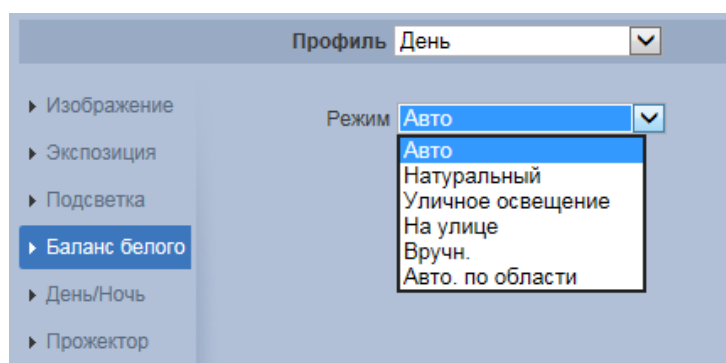 Профиль День
Изображение
Режим Авто
Экспозиция
Авто
Натуральный
Подсветка
Уличное освещение
На улице
Баланс белого
Вручн.
Авто. по области
День/Ночь
Прожектор